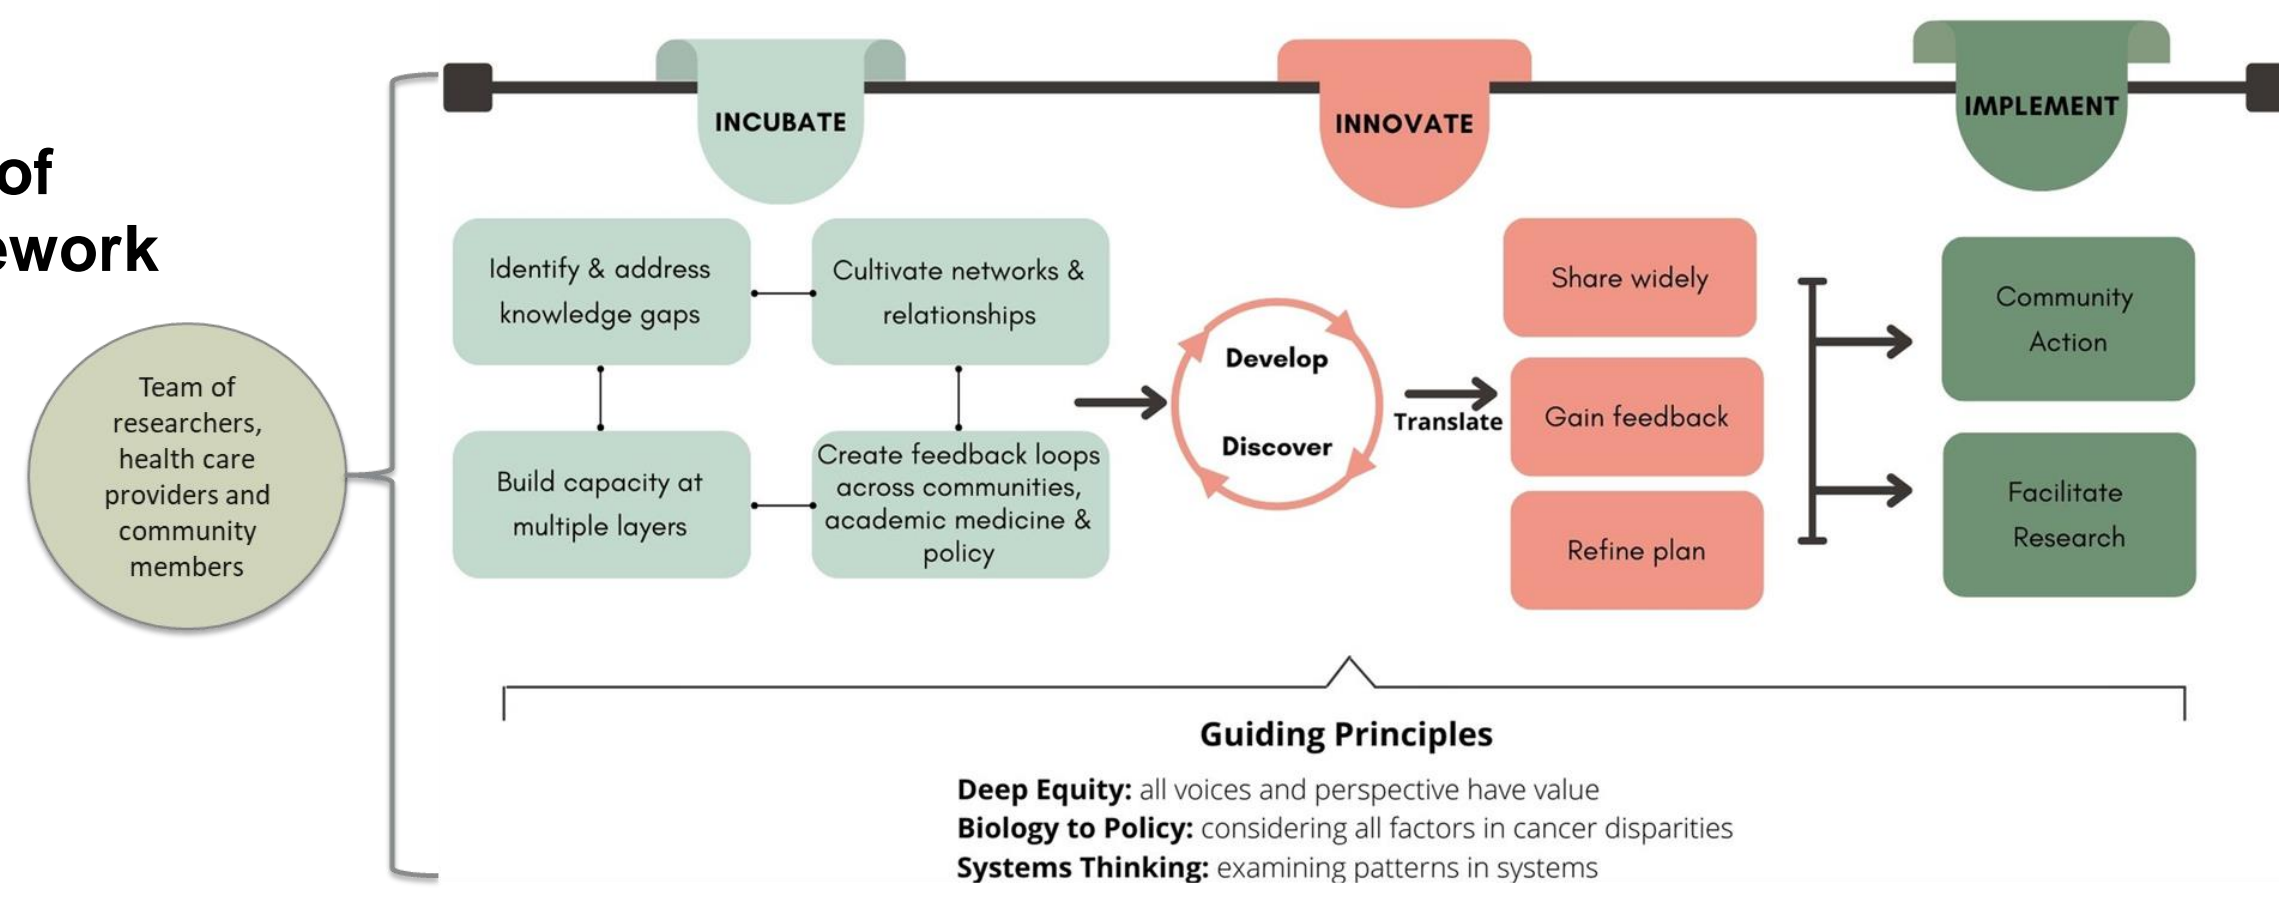 of
ework
Team of
researchers,
health care
providers and
community
members
INCUBATE
INNOVATE
IMPLEMENT
Identify & address
knowledge gaps
Cultivate networks &
relationships
Build capacity at
multiple layers
Create feedback loops
across communities,
academic medicine &
policy
Develop
Discover
Translate
Share widely
Gain feedback
Refine plan
Community
Action
Facilitate
Research
Guiding Principles
Deep Equity: all voices and perspective have value
Biology to Policy: considering all factors in cancer disparities
Systems Thinking: examining patterns in systems